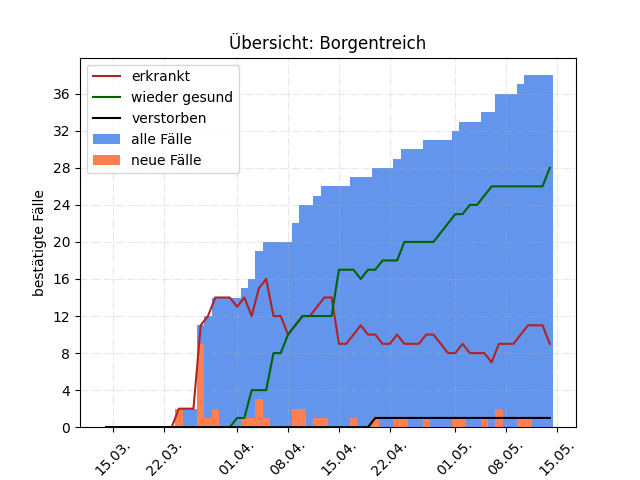 Übersicht: Borgentreich
erkrankt
wieder gesund
verstorben
alle Fälle
neue Fälle
bestätigte Fälle
36
32
28
24
20
16
12
8
4
0
15.03.
22.03.
01.04.
08.04.
15.04.
22.04.
01.05.
08.05.
15.05.